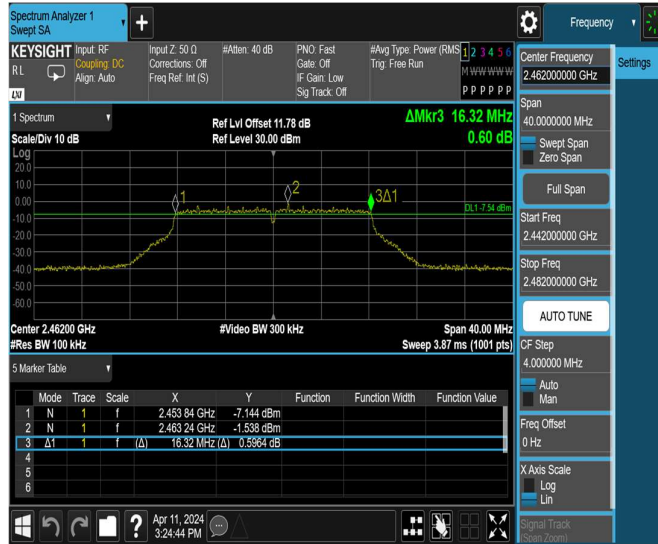 Spectrum Analyzer 1
Swept SA
+
Frequency
KEYSIGHT
RL
LXI
Input: RF
Coupling: DC
Align: Auto
Input Z: 50 Ω
Corrections: Off
Freq Ref: Int (S)
#Atten: 40 dB
PNO: Fast
Gate: Off
IF Gain: Low
Sig Track: Off
#Avg Type: Power (RMS
Trig: Free Run
1 2 3 4 5 6
M W W W W W
P P P P P P
1 Spectrum
Scale/Div 10 dB
Ref Lvl Offset 11.78 dB
Ref Level 30.00 dBm
ΔMkr3 16.32 MHz
0.60 dB
Log
20.0
10.0
0.00
-10.0
-20.0
-30.0
-40.0
-50.0
-60.0
1
2
3Δ1
DL1 -7.54 dBm
Center 2.46200 GHz
#Res BW 100 kHz
#Video BW 300 kHz
Span 40.00 MHz
Sweep 3.87 ms (1001 pts)
5 Marker Table
Mode Trace Scale X Y Function Function Width Function Value
1 N 1 f 2.453 84 GHz -7.144 dBm
2 N 1 f 2.463 24 GHz -1.538 dBm
3 Δ1 1 f (Δ) 16.32 MHz (Δ) 0.5964 dB
4
5
6
?
Apr 11, 2024
3:24:44 PM
Center Frequency
2.462000000 GHz
Settings
Span
40.0000000 MHz
Swept Span
Zero Span
Full Span
Start Freq
2.442000000 GHz
Stop Freq
2.482000000 GHz
AUTO TUNE
CF Step
4.000000 MHz
Auto
Man
Freq Offset
0 Hz
X Axis Scale
Log
Lin
Signal Track
(Span Zoom)